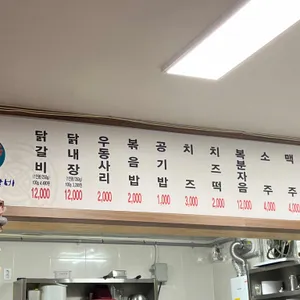 닭갈비
12,000
닭내장
12,000
우동사리
2,000
볶음밥
2,000
공기밥
1,000
치즈
3,000
치즈떡
2,000
복분자음
12,000
소주
4,000
맥주
4,000